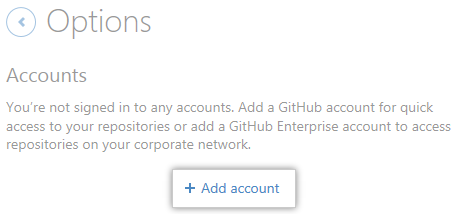 Options
Accounts
You're not signed in to any accounts. Add a GitHub account for quick
access to your repositories or add a GitHub Enterprise account to access
repositories on your corporate network.
+ Add account